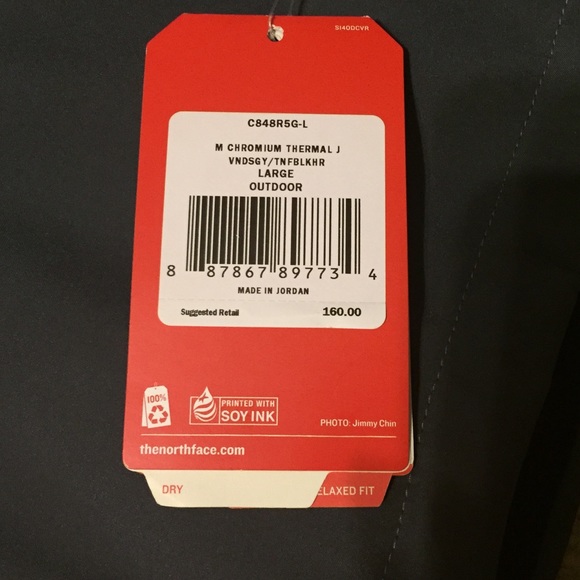 SI40DCVR
C848R5G-L
M CHROMIUM THERMAL J
VNDSGY/TNFBLKHR
LARGE
OUTDOOR
8 87867 89773 4
MADE IN JORDAN
Suggested Retail 160.00
100%
PRINTED WITH
SOY INK
PHOTO: Jimmy Chin
thenorthface.com
DRY
ELAXED FIT